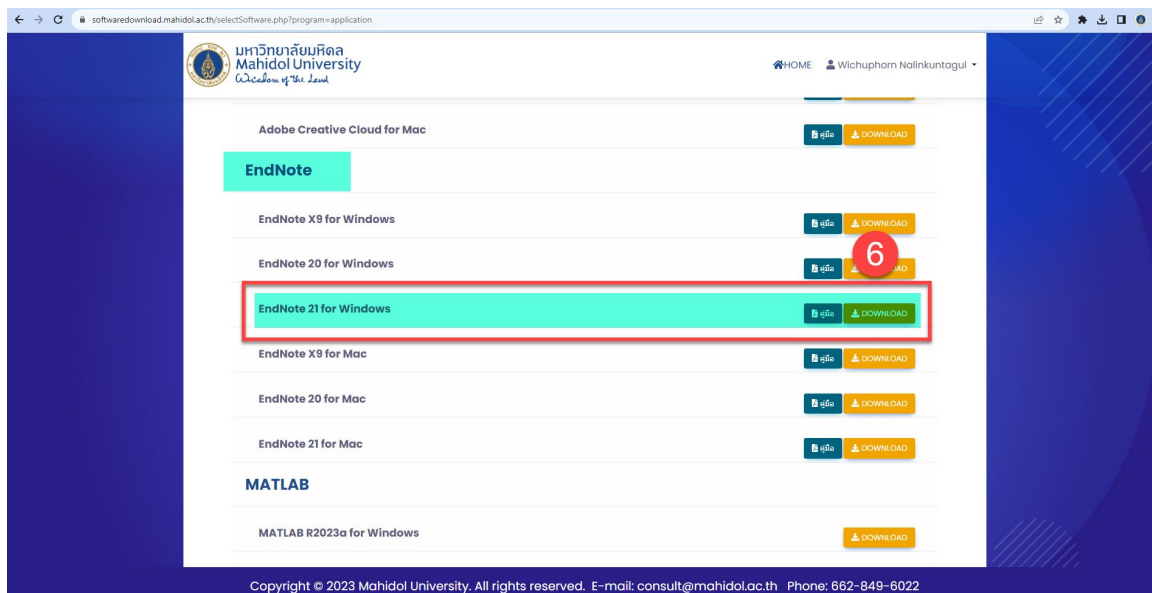 softwaredownload.mahidol.ac.th/selectSoftware.php?program=application
มหาวิทยาลัยมหิดล
Mahidol University
Wisdom of the Land
HOME Wichuphorn Nalinkuntagul
Adobe Creative Cloud for Mac คู่มือ DOWNLOAD
EndNote
EndNote X9 for Windows คู่มือ DOWNLOAD
6
EndNote 20 for Windows คู่มือ
EndNote 21 for Windows คู่มือ DOWNLOAD
EndNote X9 for Mac คู่มือ DOWNLOAD
EndNote 20 for Mac คู่มือ DOWNLOAD
EndNote 21 for Mac คู่มือ DOWNLOAD
MATLAB
MATLAB R2023a for Windows DOWNLOAD
Copyright © 2023 Mahidol University. All rights reserved. E-mail: consult@mahidol.ac.th Phone: 662-849-6022